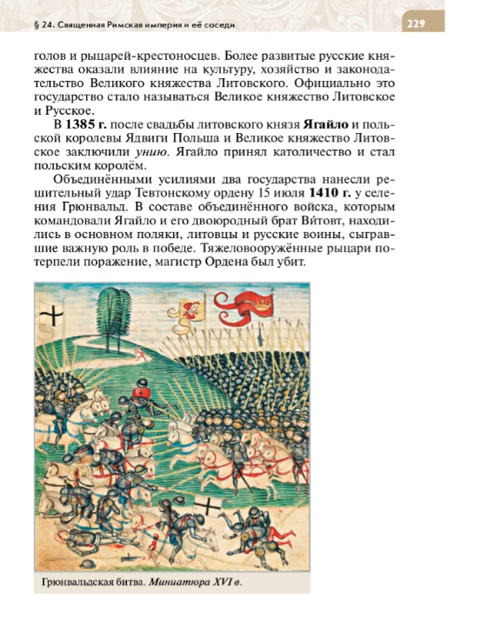 § 24. Священная Римская империя и её соседи
229
голов и рыцарей-крестоносцев. Более развитые русские кня-
жества оказали влияние на культуру, хозяйство и законода-
тельство Великого княжества Литовского. Официально это
государство стало называться Великое княжество Литовское
и Русское.
В 1385 г. после свадьбы литовского князя Ягайло и поль-
ской королевы Ядвиги Польша и Великое княжество Литов-
ское заключили унию. Ягайло принял католичество и стал
польским королём.
Объединёнными усилиями два государства нанесли ре-
шительный удар Тевтонскому ордену 15 июля 1410 г. у селе-
ния Грюнвальд. В составе объединённого войска, которым
командовали Ягайло и его двоюродный брат Ви́товт, находи-
лись в основном поляки, литовцы и русские воины, сыграв-
шие важную роль в победе. Тяжеловооружённые рыцари по-
терпели поражение, магистр Ордена был убит.
Грюнвальдская битва. Миниатюра XVI в.